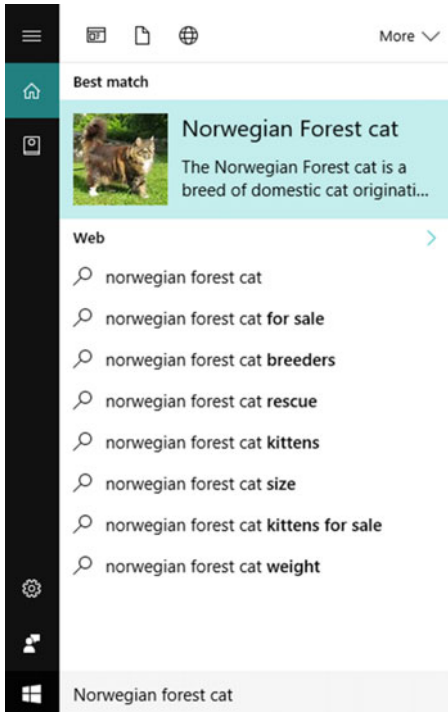 More
Best match
Norwegian Forest cat
The Norwegian Forest cat is a
breed of domestic cat originati...
Web
norwegian forest cat
norwegian forest cat for sale
norwegian forest cat breeders
norwegian forest cat rescue
norwegian forest cat kittens
norwegian forest cat size
norwegian forest cat kittens for sale
norwegian forest cat weight
Norwegian forest cat